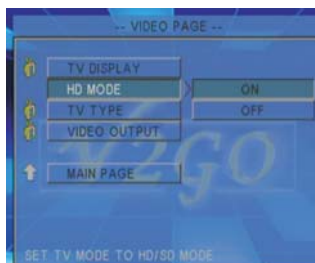 -- VIDEO PAGE --
TV DISPLAY
HD MODE ON
TV TYPE OFF
VIDEO OUTPUT
MAIN PAGE
SET TV MODE TO HD/SD MODE